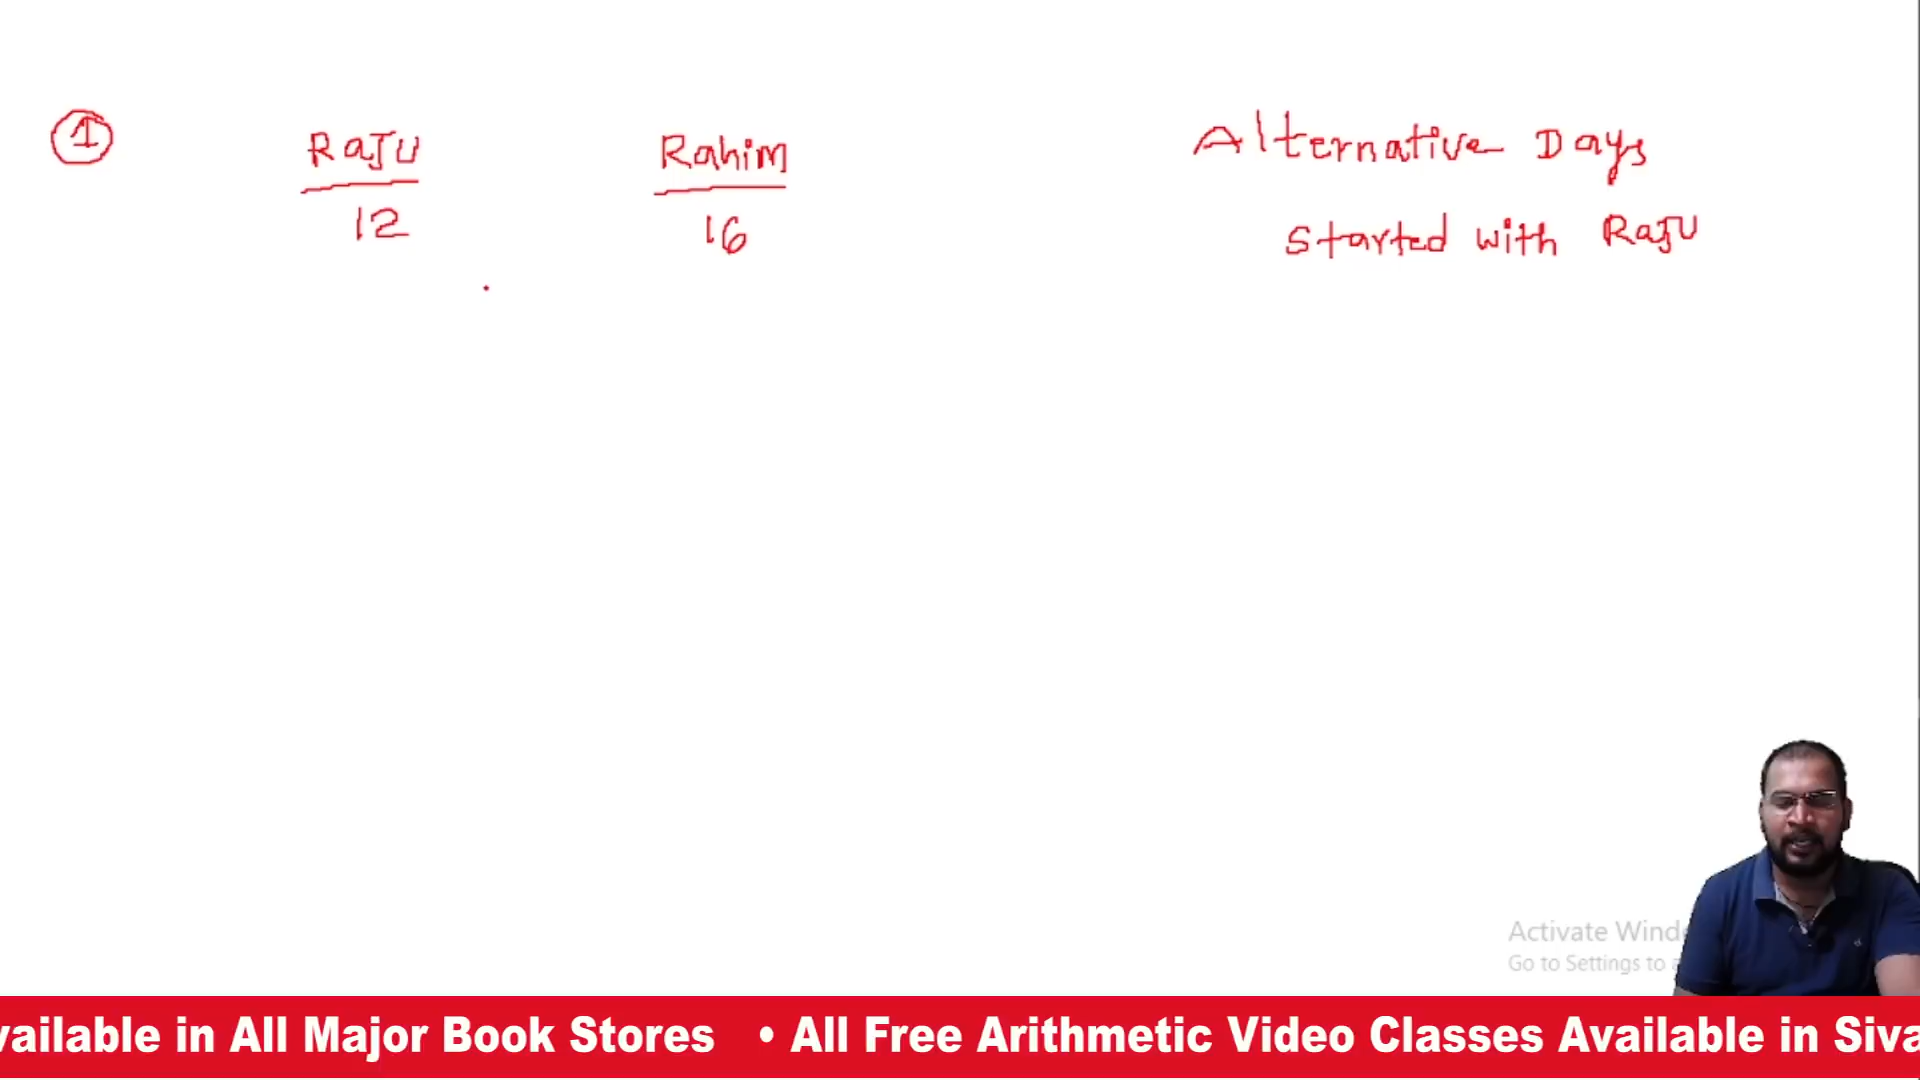 1
RaJU Rahim Alternative Days
12 16 started with RaJU
Activate Wind
Go to Settings to a
vailable in All Major Book Stores • All Free Arithmetic Video Classes Available in Siva